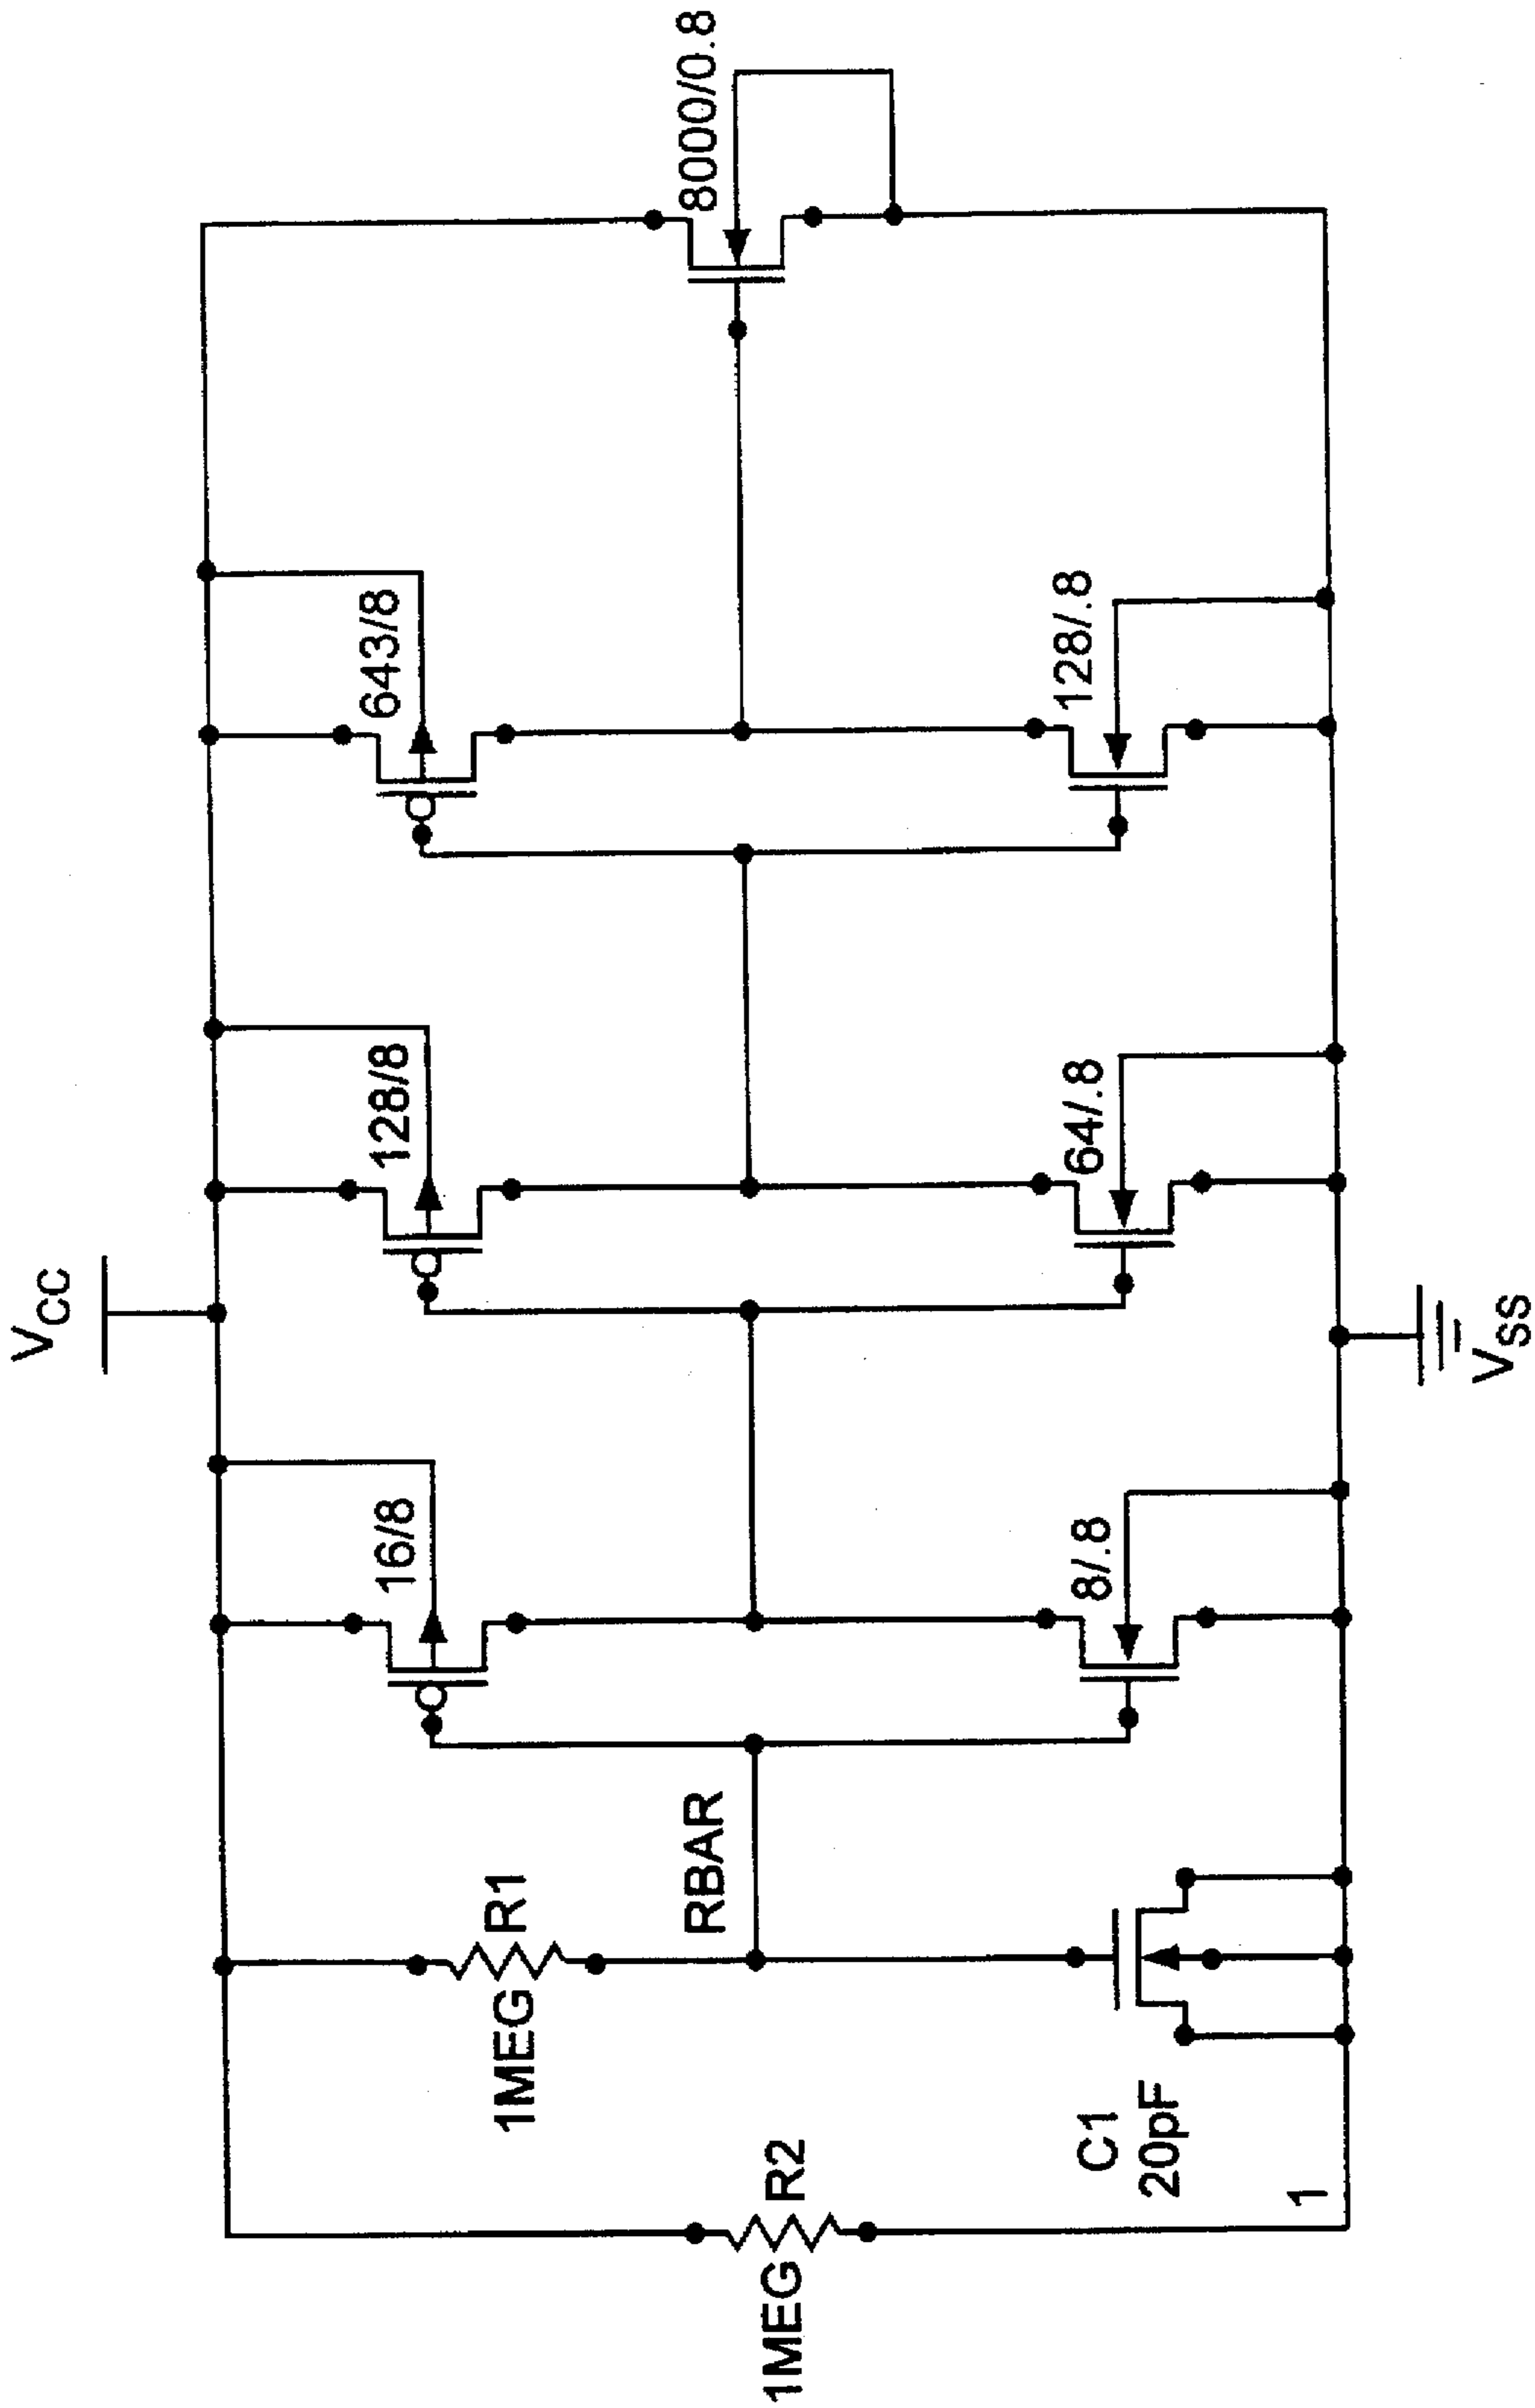 VCC
VSS
R2
1MEG
R1
1MEG
RBAR
C1
20pF
1
16/8
8/.8
128/8
64/.8
643/8
128/.8
8000/0.8